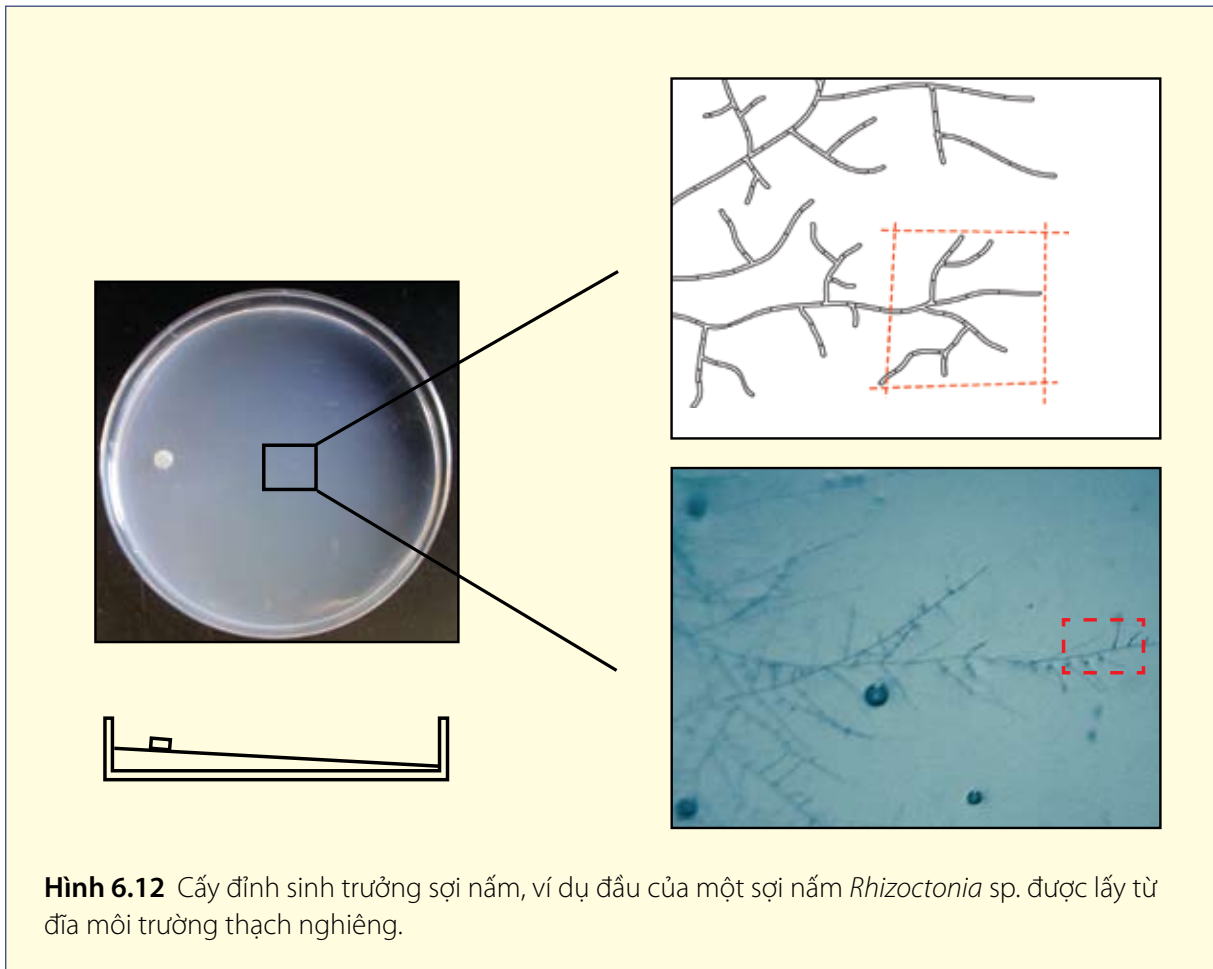 Hình 6.12 Cấy đỉnh sinh trưởng sợi nấm, ví dụ đầu của một sợi nấm Rhizoctonia sp. được lấy từ
đĩa môi trường thạch nghiêng.